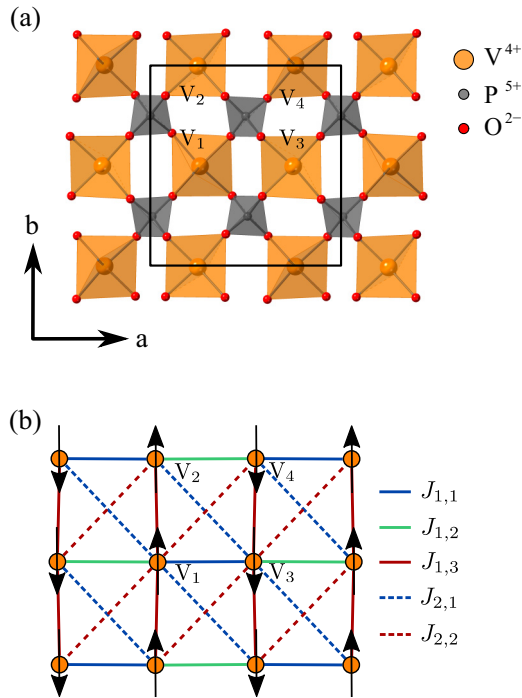 (a)
V⁴⁺
P⁵⁺
O²⁻
V₂
V₄
V₁
V₃
b
a
(b)
V₂
V₄
V₁
V₃
J₁,₁
J₁,₂
J₁,₃
J₂,₁
J₂,₂